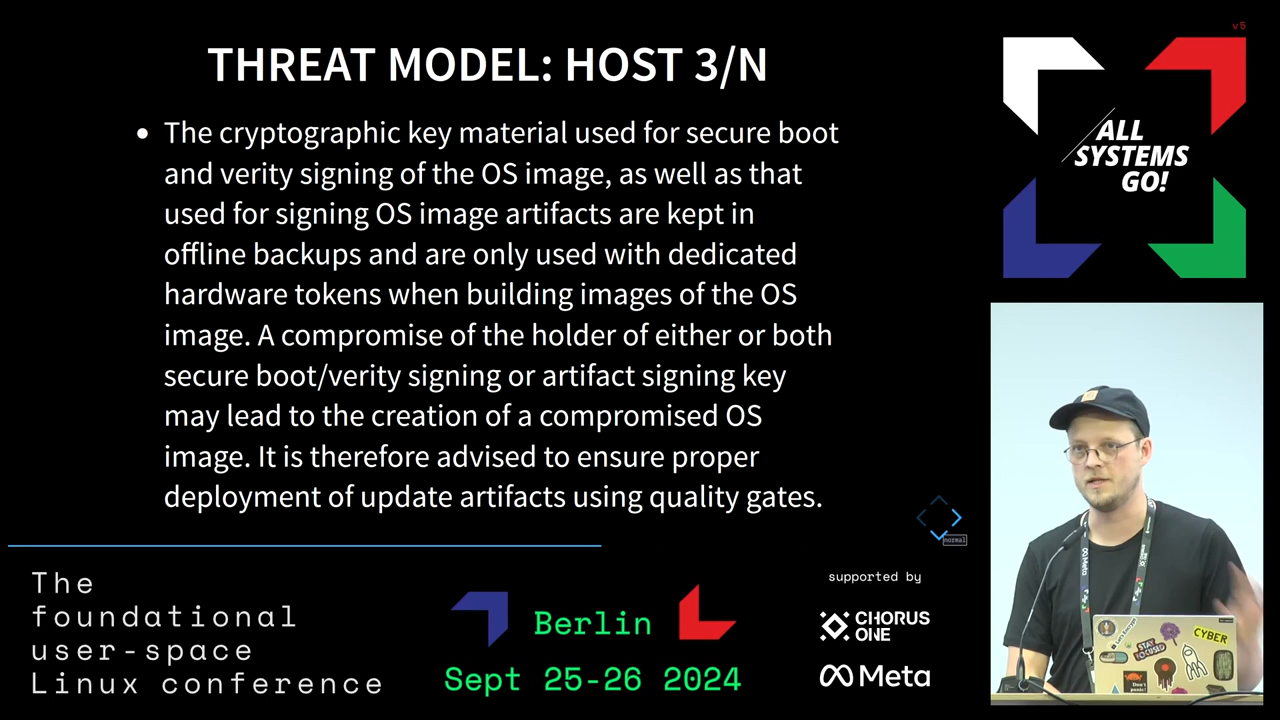 THREAT MODEL: HOST 3/N
The cryptographic key material used for secure boot
and verity signing of the OS image, as well as that
used for signing OS image artifacts are kept in
offline backups and are only used with dedicated
hardware tokens when building images of the OS
image. A compromise of the holder of either or both
secure boot/verity signing or artifact signing key
may lead to the creation of a compromised OS
image. It is therefore advised to ensure proper
deployment of update artifacts using quality gates.
normal
v5
ALL
SYSTEMS
GO!
The
foundational
user-space
Linux conference
Berlin
Sept 25-26 2024
supported by
CHORUS
ONE
Meta
Meta
CYBER
STAY
FOCUSED
Don't
panic!